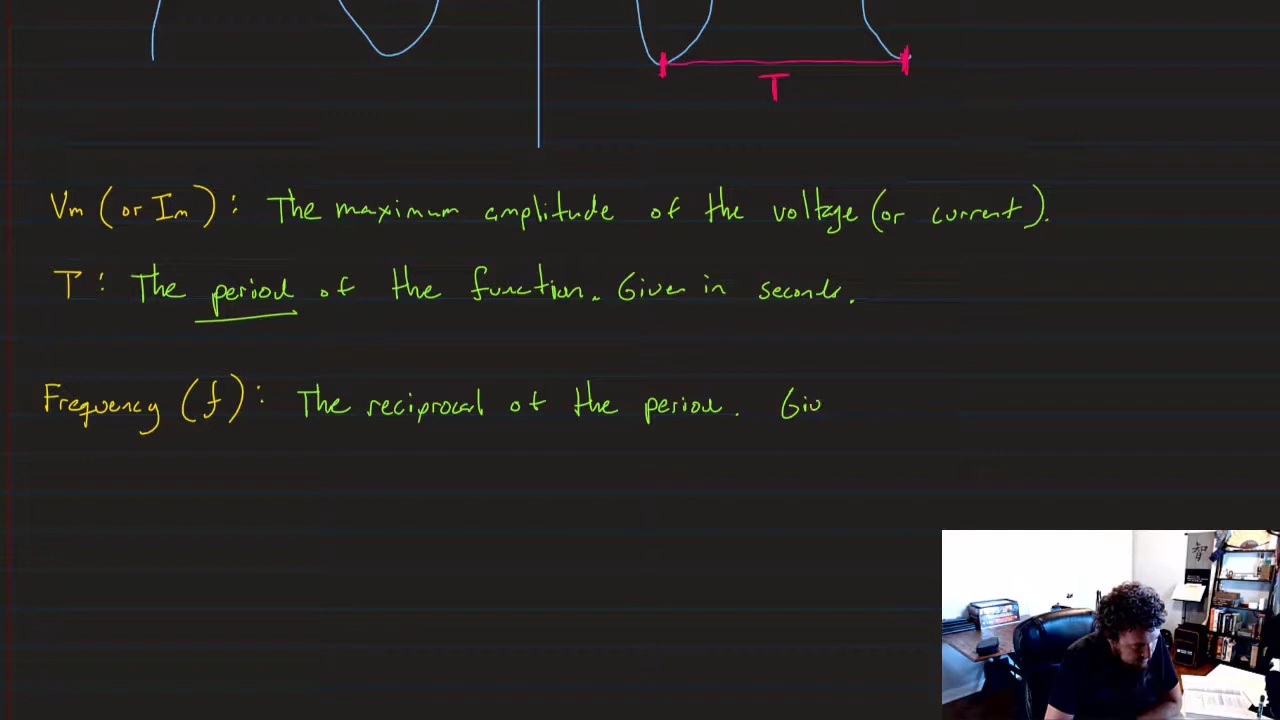 T
Vm (or Im): The maximum amplitude of the voltage (or current).
T: The period of the function. Given in seconds.
Frequency (f): The reciprocal of the period. Giv
智